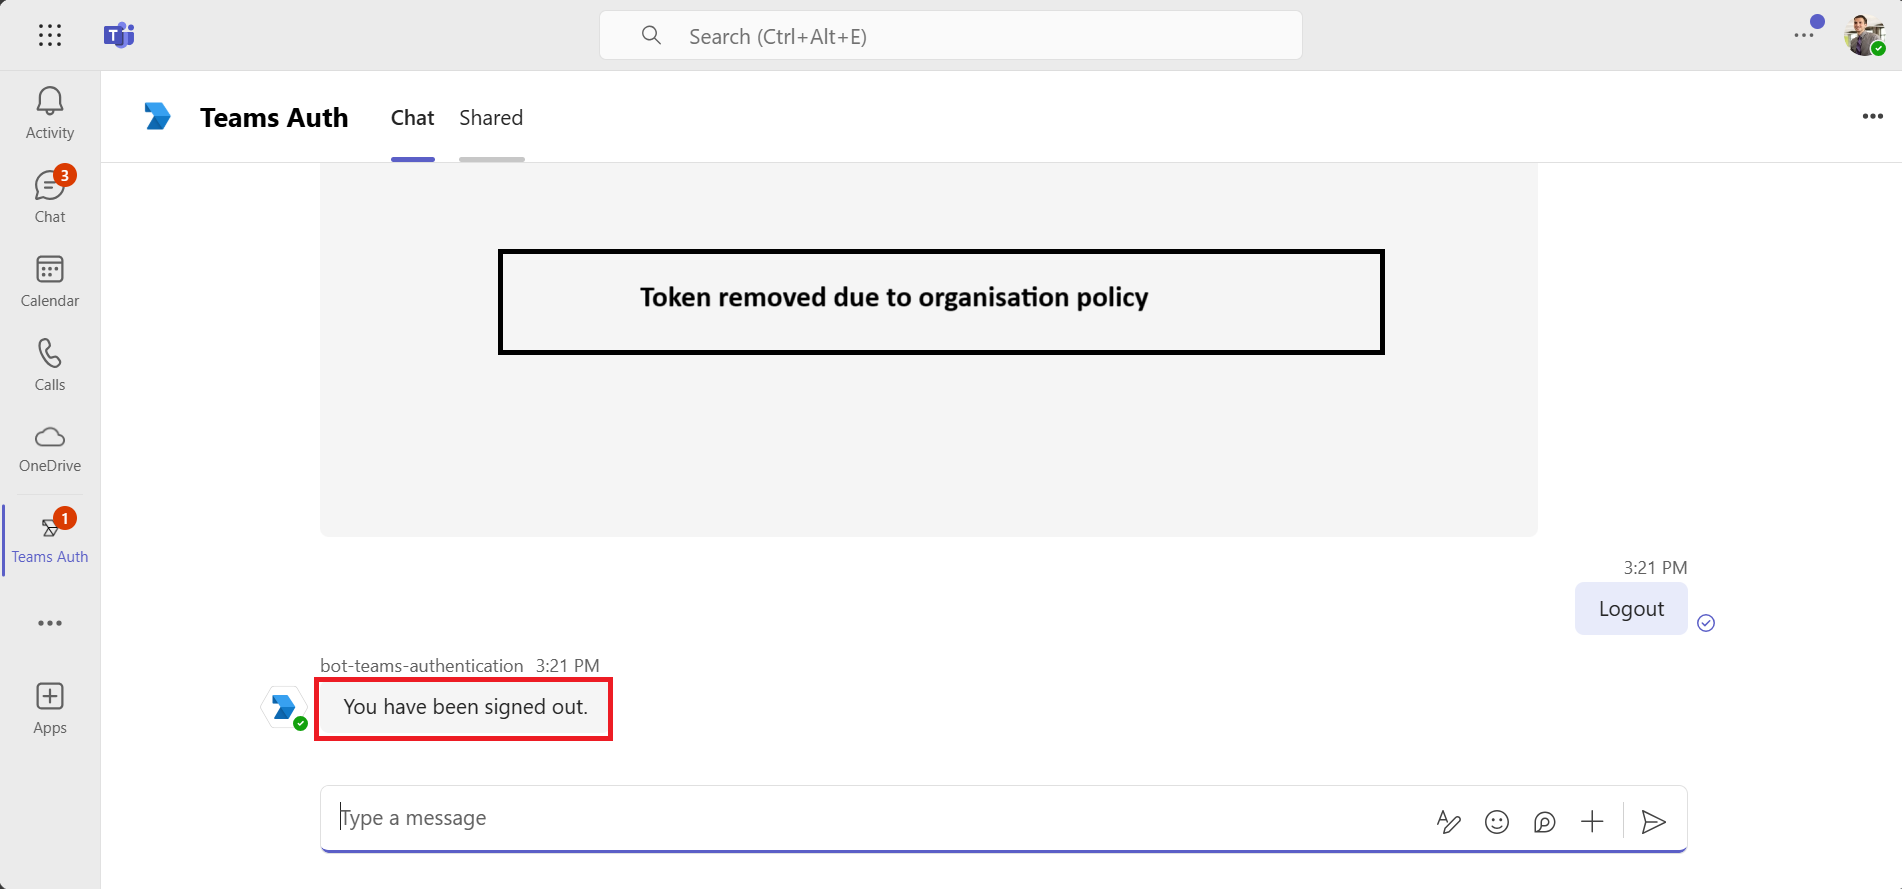 Search (Ctrl+Alt+E)
Activity
3
Chat
Calendar
Calls
OneDrive
1
Teams Auth
Apps
Teams Auth
Chat
Shared
Token removed due to organisation policy
3:21 PM
Logout
bot-teams-authentication 3:21 PM
You have been signed out.
Type a message